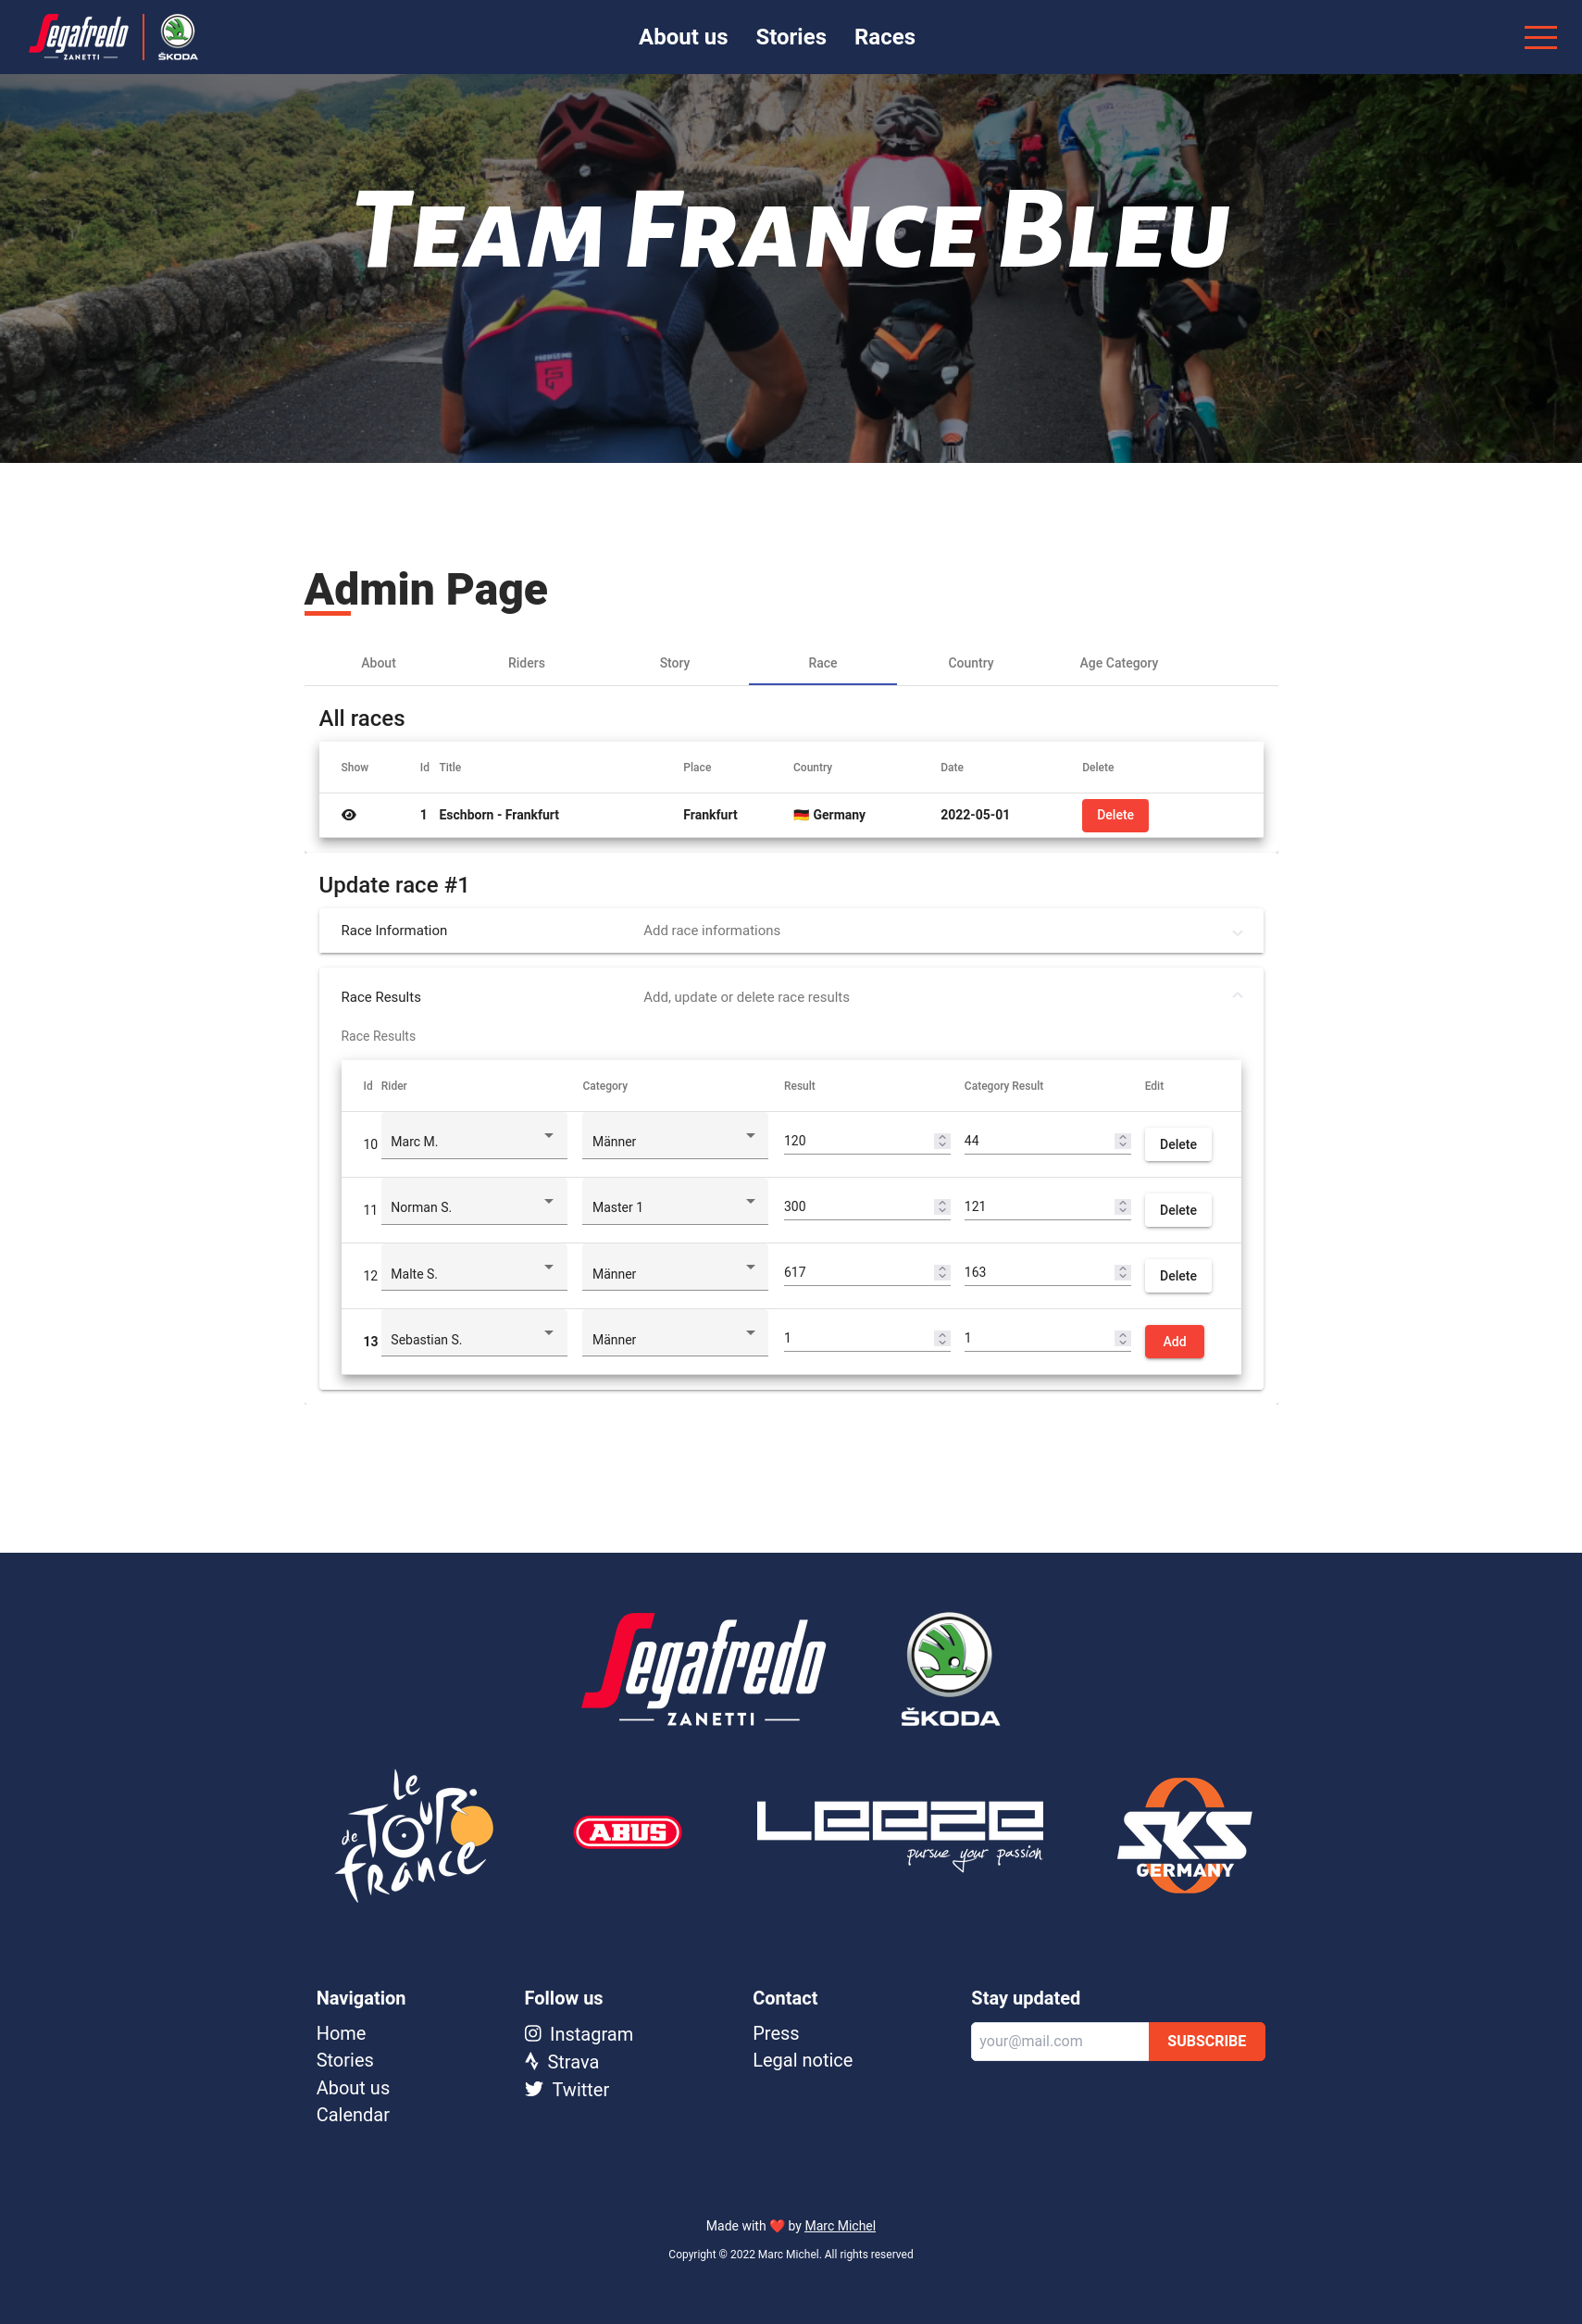 Segafredo
ZANETTI
ŠKODA
About us Stories Races
TEAM FRANCE BLEU
Admin Page
About Riders Story Race Country Age Category
All races
Show Id Title Place Country Date Delete
1 Eschborn - Frankfurt Frankfurt 🇩🇪 Germany 2022-05-01 Delete
Update race #1
Race Information Add race informations
Race Results Add, update or delete race results
Race Results
Id Rider Category Result Category Result Edit
10 Marc M. Männer 120 44 Delete
11 Norman S. Master 1 300 121 Delete
12 Malte S. Männer 617 163 Delete
13 Sebastian S. Männer 1 1 Add
Segafredo
ZANETTI
ŠKODA
le TOUR de france
ABUS
Leeze
pursue your passion
SKS
GERMANY
Navigation Follow us Contact Stay updated
Home Instagram Press your@mail.com SUBSCRIBE
Stories Strava Legal notice
About us Twitter
Calendar
Made with ❤️ by Marc Michel
Copyright © 2022 Marc Michel. All rights reserved